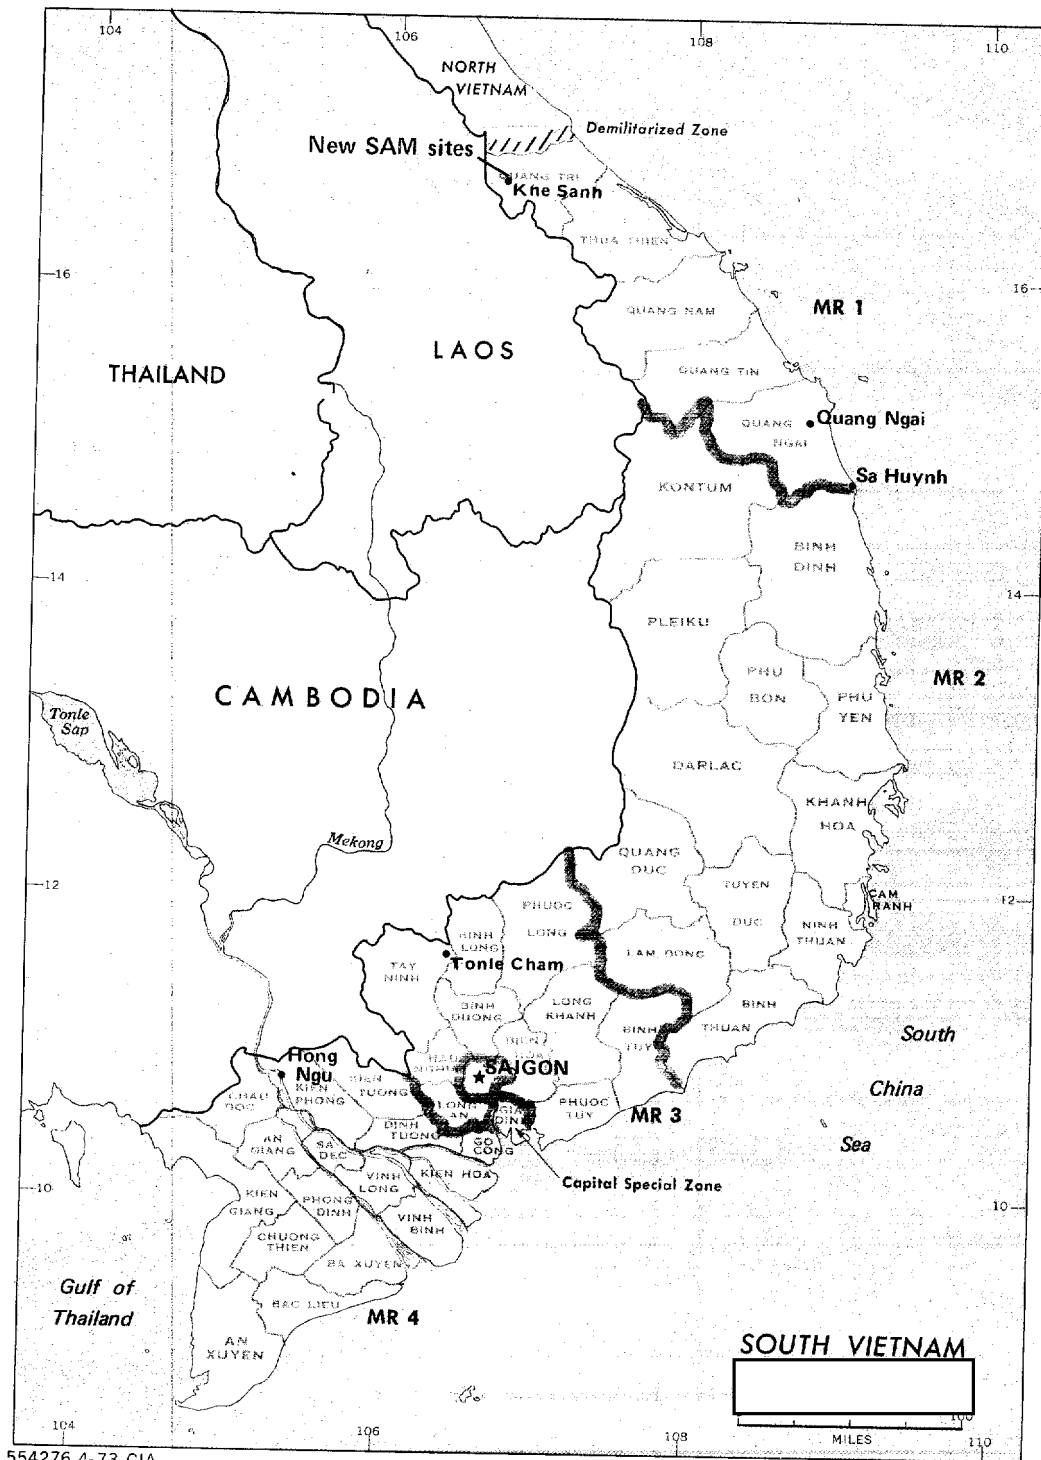 104
106
108
110
NORTH
VIETNAM
Demilitarized Zone
New SAM sites
QUANG TRI
Khe Sanh
THUA THIEN
16
16
MR 1
QUANG NAM
LAOS
THAILAND
QUANG TIN
Quang Ngai
QUANG
NGAI
Sa Huynh
KONTUM
BINH
DINH
14
14
PLEIKU
PHU
BON
MR 2
CAMBODIA
PHU
YEN
Tonle
Sap
DARLAC
KHANH
HOA
Mekong
QUANG
DUC
12
TUYEN
DUC
CAM
RANH
12
PHUOC
LONG
NINH
THUAN
BINH
LONG
LAM DONG
TAY
NINH
Tonle Cham
BINH
DUONG
LONG
KHANH
BINH
THUAN
BINH
TUY
BIEN
HOA
South
China
Sea
HAU
NGHIA
SAIGON
Hong
Ngu
KIEN
PHONG
KIEN
TUONG
CHAU
DOC
LONG
AN
GIA
DINH
PHUOC
TUY
MR 3
DINH
TUONG
GO
CONG
AN
GIANG
SA
DEC
Capital Special Zone
VINH
LONG
KIEN HOA
10
10
KIEN
GIANG
PHONG
DINH
VINH
BINH
CHUONG
THIEN
BA XUYEN
Gulf of
Thailand
BAC LIEU
MR 4
AN
XUYEN
SOUTH VIETNAM
100
MILES
104
106
108
110
554276 4-73 CIA